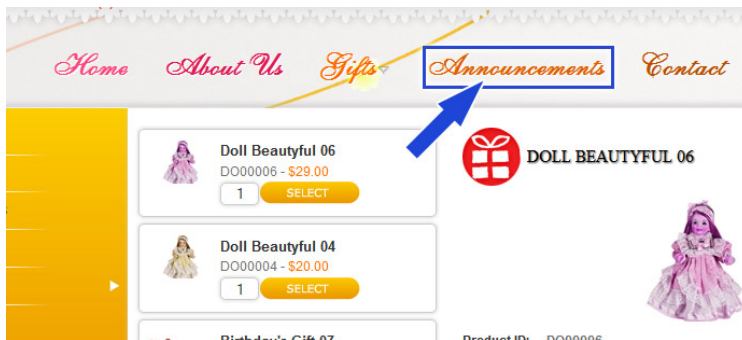 Home About Us Gifts Announcements Contact
Doll Beautyful 06
DO00006 - $29.00
1 SELECT
DOLL BEAUTYFUL 06
Doll Beautyful 04
DO00004 - $20.00
1 SELECT
Birthday's Gift 07
Product ID: DO00006